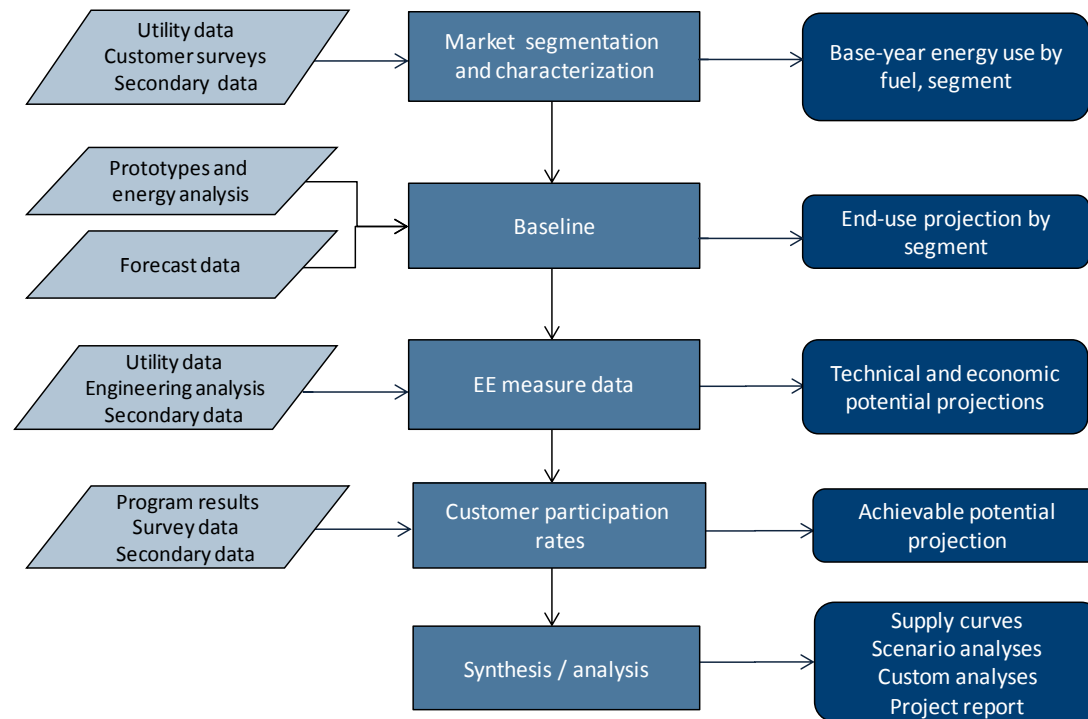 Utility data
Customer surveys
Secondary data
Market segmentation
and characterization
Base-year energy use by
fuel, segment
Prototypes and
energy analysis
Forecast data
Baseline
End-use projection by
segment
Utility data
Engineering analysis
Secondary data
EE measure data
Technical and economic
potential projections
Program results
Survey data
Secondary data
Customer participation
rates
Achievable potential
projection
Synthesis / analysis
Supply curves
Scenario analyses
Custom analyses
Project report